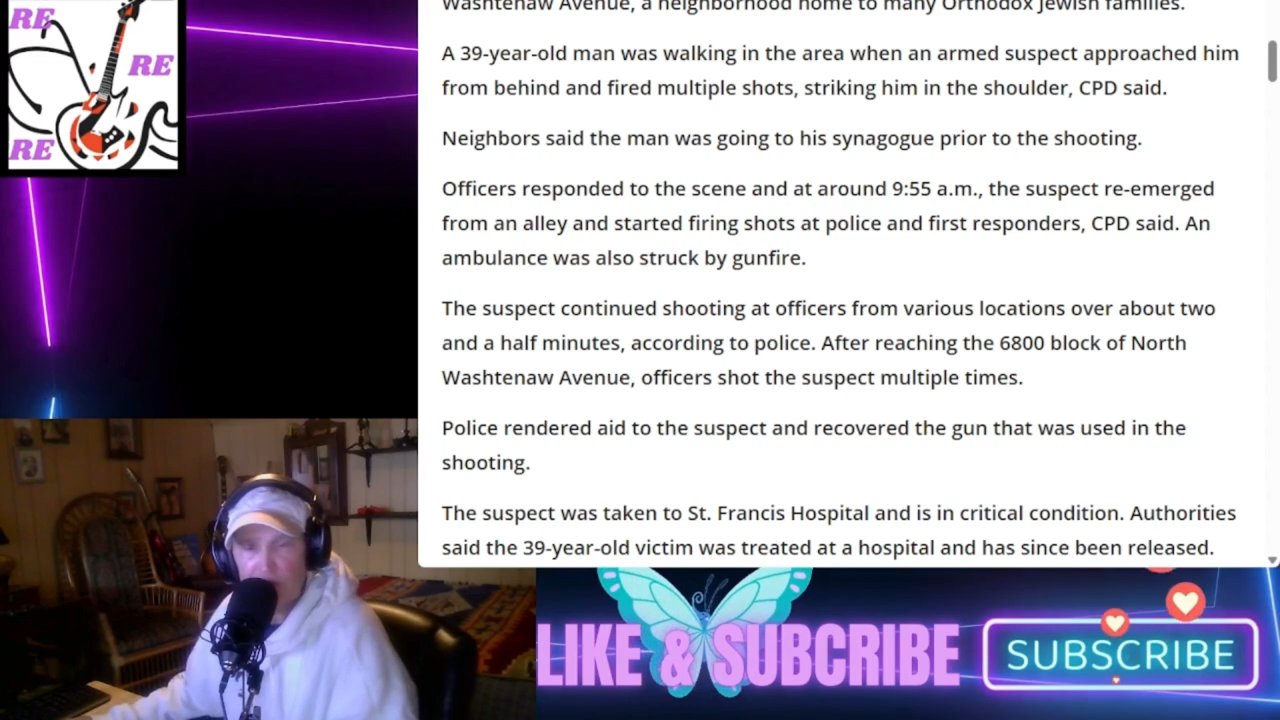 RE
RE
RE
Washtenaw Avenue, a neighborhood home to many Orthodox Jewish families.
A 39-year-old man was walking in the area when an armed suspect approached him
from behind and fired multiple shots, striking him in the shoulder, CPD said.
Neighbors said the man was going to his synagogue prior to the shooting.
Officers responded to the scene and at around 9:55 a.m., the suspect re-emerged
from an alley and started firing shots at police and first responders, CPD said. An
ambulance was also struck by gunfire.
The suspect continued shooting at officers from various locations over about two
and a half minutes, according to police. After reaching the 6800 block of North
Washtenaw Avenue, officers shot the suspect multiple times.
Police rendered aid to the suspect and recovered the gun that was used in the
shooting.
The suspect was taken to St. Francis Hospital and is in critical condition. Authorities
said the 39-year-old victim was treated at a hospital and has since been released.
LIKE & SUBCRIBE
SUBSCRIBE